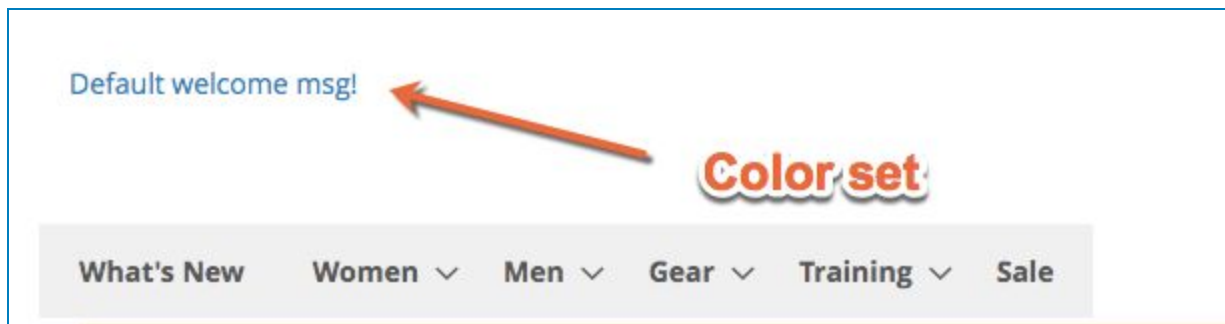 Default welcome msg!
Color set
What's New Women Men Gear Training Sale